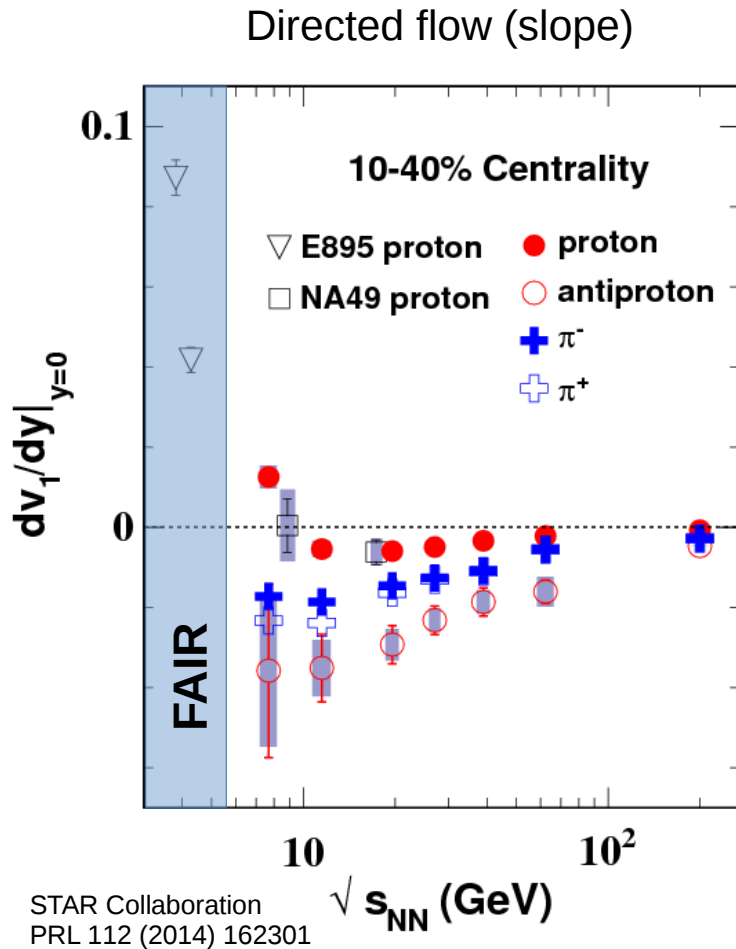 Directed flow (slope)
0.1
10-40% Centrality
E895 proton
proton
NA49 proton
antiproton
π⁻
π⁺
dv₁/dy|y=0
0
FAIR
10
10²
√ sNN (GeV)
STAR Collaboration
PRL 112 (2014) 162301